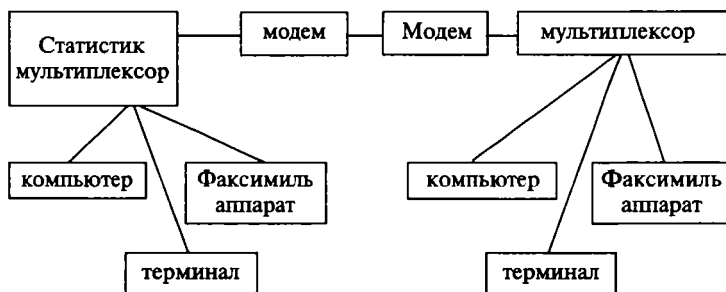 Статистик
мультиплексор
модем
Модем
мультиплексор
компьютер
Факсимиль
аппарат
терминал
компьютер
Факсимиль
аппарат
терминал